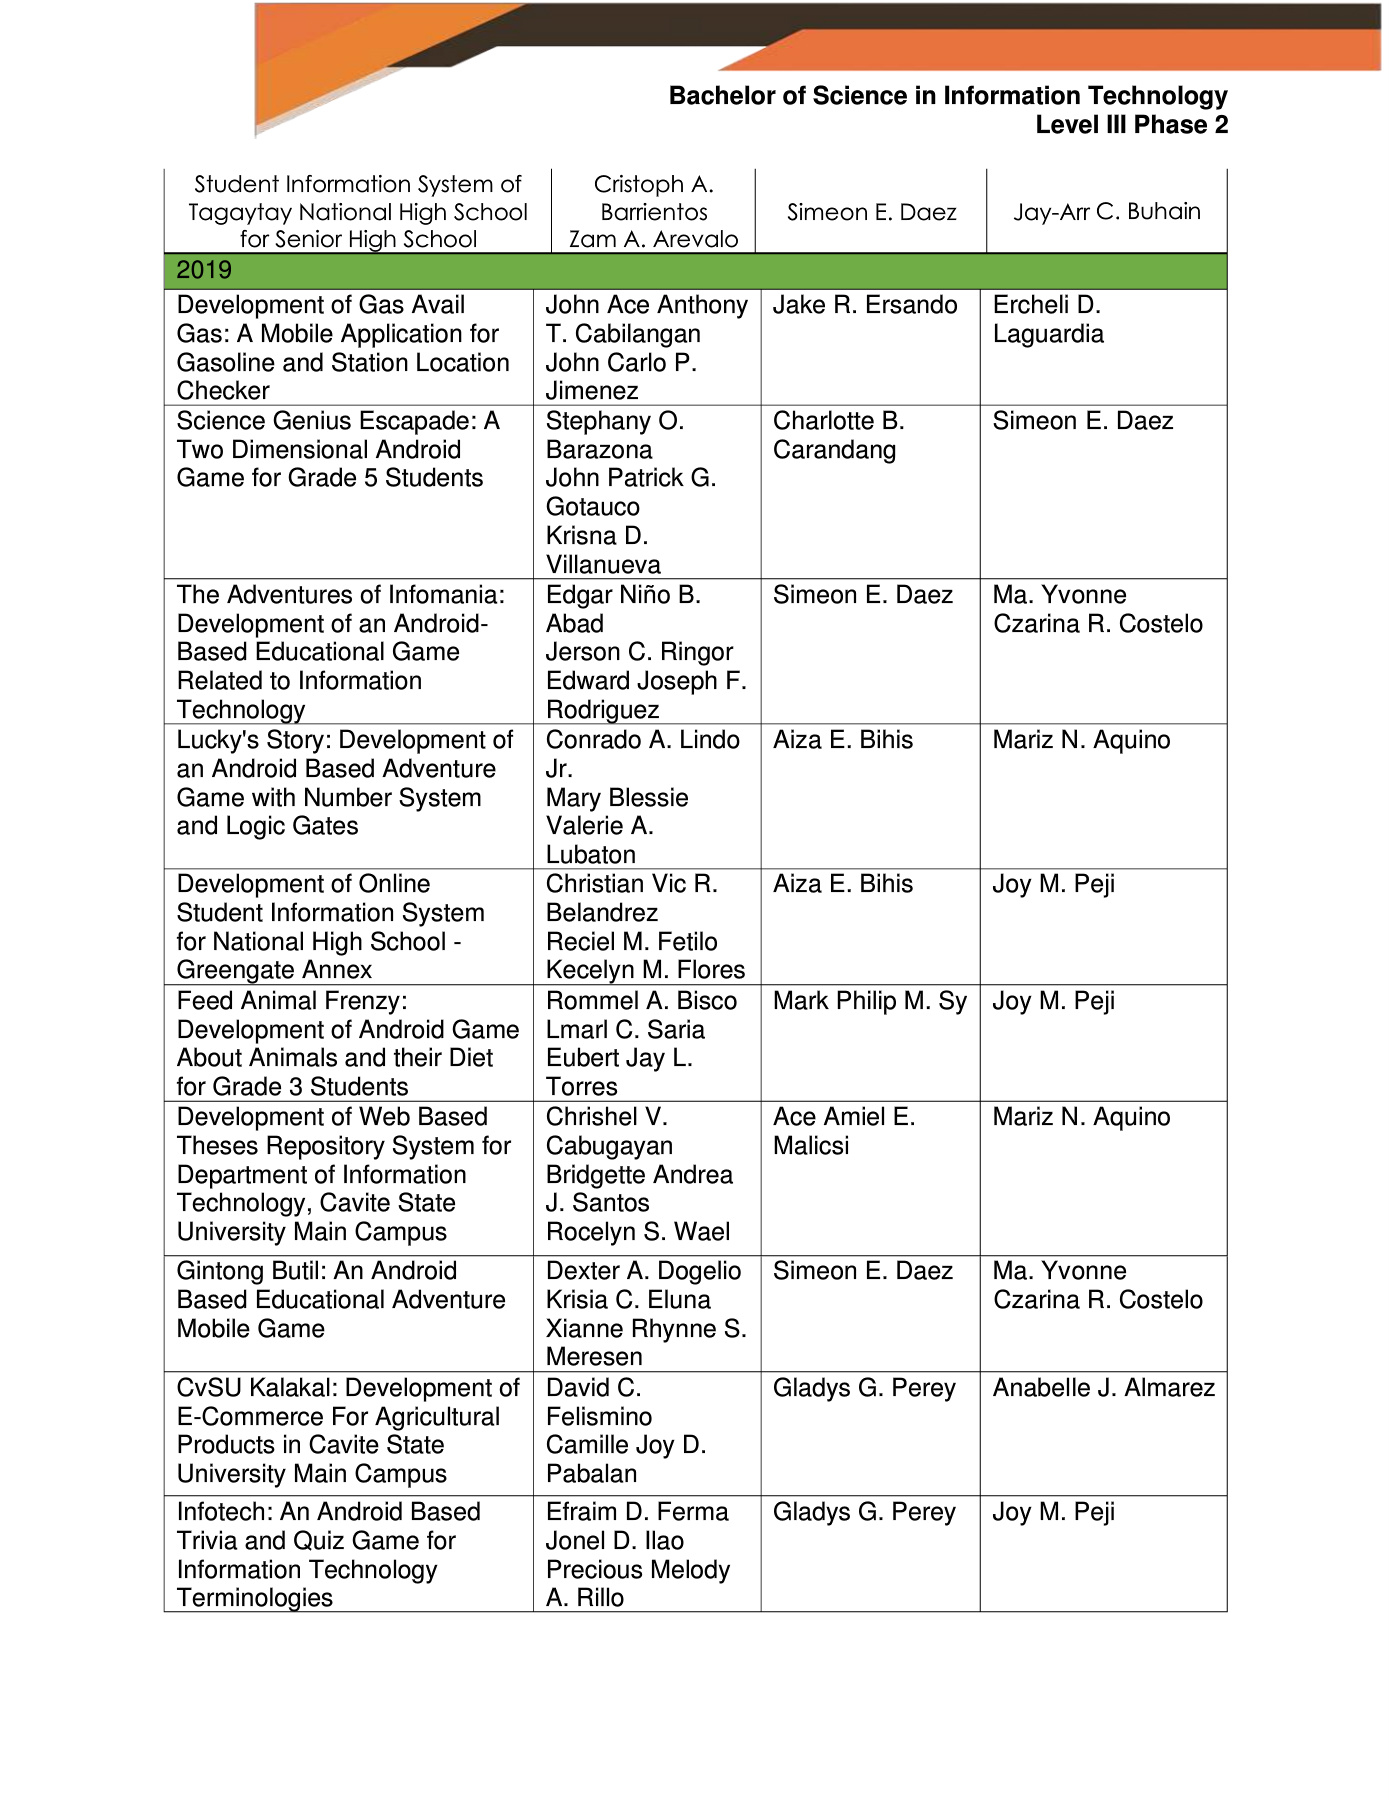 Bachelor of Science in Information Technology
Level III Phase 2
Student Information System of
Tagaytay National High School
for Senior High School
Cristoph A.
Barrientos
Zam A. Arevalo
Simeon E. Daez
Jay-Arr C. Buhain
2019
Development of Gas Avail
Gas: A Mobile Application for
Gasoline and Station Location
Checker
John Ace Anthony
T. Cabilangan
John Carlo P.
Jimenez
Jake R. Ersando
Ercheli D.
Laguardia
Science Genius Escapade: A
Two Dimensional Android
Game for Grade 5 Students
Stephany O.
Barazona
John Patrick G.
Gotauco
Krisna D.
Villanueva
Charlotte B.
Carandang
Simeon E. Daez
The Adventures of Infomania:
Development of an Android-
Based Educational Game
Related to Information
Technology
Edgar Niño B.
Abad
Jerson C. Ringor
Edward Joseph F.
Rodriguez
Simeon E. Daez
Ma. Yvonne
Czarina R. Costelo
Lucky's Story: Development of
an Android Based Adventure
Game with Number System
and Logic Gates
Conrado A. Lindo
Jr.
Mary Blessie
Valerie A.
Lubaton
Aiza E. Bihis
Mariz N. Aquino
Development of Online
Student Information System
for National High School -
Greengate Annex
Christian Vic R.
Belandrez
Reciel M. Fetilo
Kecelyn M. Flores
Aiza E. Bihis
Joy M. Peji
Feed Animal Frenzy:
Development of Android Game
About Animals and their Diet
for Grade 3 Students
Rommel A. Bisco
Lmarl C. Saria
Eubert Jay L.
Torres
Mark Philip M. Sy
Joy M. Peji
Development of Web Based
Theses Repository System for
Department of Information
Technology, Cavite State
University Main Campus
Chrishel V.
Cabugayan
Bridgette Andrea
J. Santos
Rocelyn S. Wael
Ace Amiel E.
Malicsi
Mariz N. Aquino
Gintong Butil: An Android
Based Educational Adventure
Mobile Game
Dexter A. Dogelio
Krisia C. Eluna
Xianne Rhynne S.
Meresen
Simeon E. Daez
Ma. Yvonne
Czarina R. Costelo
CvSU Kalakal: Development of
E-Commerce For Agricultural
Products in Cavite State
University Main Campus
David C.
Felismino
Camille Joy D.
Pabalan
Gladys G. Perey
Anabelle J. Almarez
Infotech: An Android Based
Trivia and Quiz Game for
Information Technology
Terminologies
Efraim D. Ferma
Jonel D. Ilao
Precious Melody
A. Rillo
Gladys G. Perey
Joy M. Peji